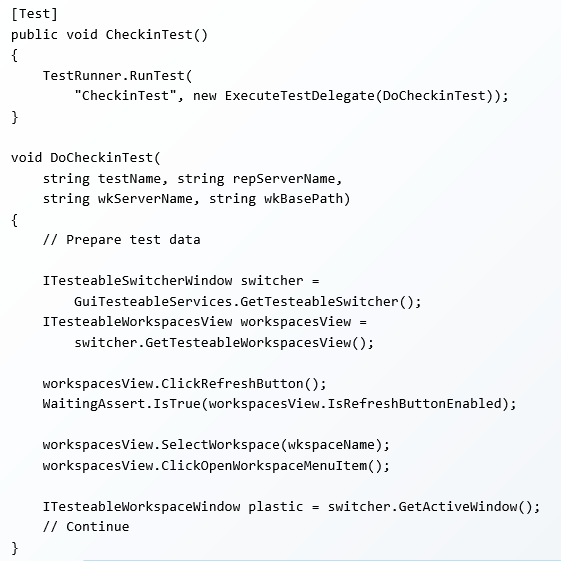 [Test]
public void CheckinTest()
{
    TestRunner.RunTest(
        "CheckinTest", new ExecuteTestDelegate(DoCheckinTest));
}

void DoCheckinTest(
    string testName, string repServerName,
    string wkServerName, string wkBasePath)
{
    // Prepare test data

    ITesteableSwitcherWindow switcher =
        GuiTesteableServices.GetTesteableSwitcher();
    ITesteableWorkspacesView workspacesView =
        switcher.GetTesteableWorkspacesView();

    workspacesView.ClickRefreshButton();
    WaitingAssert.IsTrue(workspacesView.IsRefreshButtonEnabled);

    workspacesView.SelectWorkspace(wkspaceName);
    workspacesView.ClickOpenWorkspaceMenuItem();

    ITesteableWorkspaceWindow plastic = switcher.GetActiveWindow();
    // Continue
}